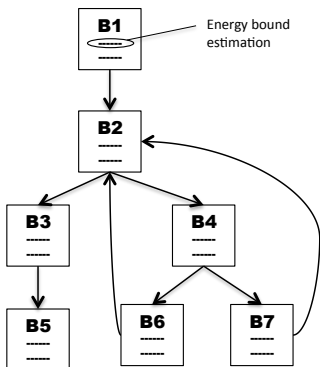 B1
------
------
Energy bound
estimation
B2
------
------
B3
------
------
B4
------
------
B5
------
------
B6
------
------
B7
------
------